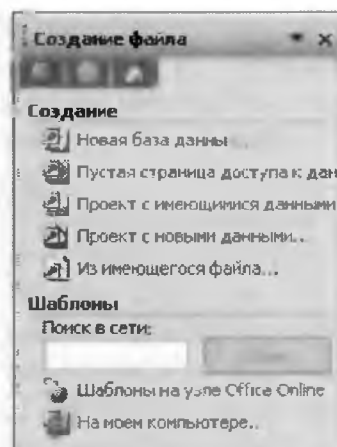 Создание файла
Создание
Новая база данны...
Пустая страница доступа к дан
Проект с имеющимися данными
Проект с новыми данными...
Из имеющегося файла...
Шаблоны
Поиск в сети:
Шаблоны на узле Office Online
На моем компьютере...